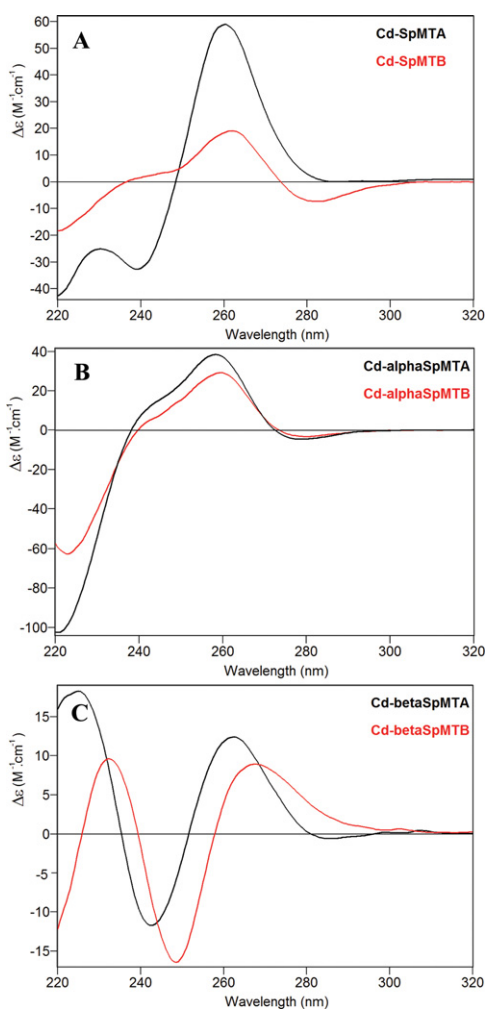 A
Cd-SpMTA
Cd-SpMTB
Δε (M⁻¹.cm⁻¹)
60
50
40
30
20
10
0
-10
-20
-30
-40
220 240 260 280 300 320
Wavelength (nm)
B
Cd-alphaSpMTA
Cd-alphaSpMTB
Δε (M⁻¹.cm⁻¹)
40
20
0
-20
-40
-60
-80
-100
220 240 260 280 300 320
Wavelength (nm)
C
Cd-betaSpMTA
Cd-betaSpMTB
Δε (M⁻¹.cm⁻¹)
15
10
5
0
-5
-10
-15
220 240 260 280 300 320
Wavelength (nm)